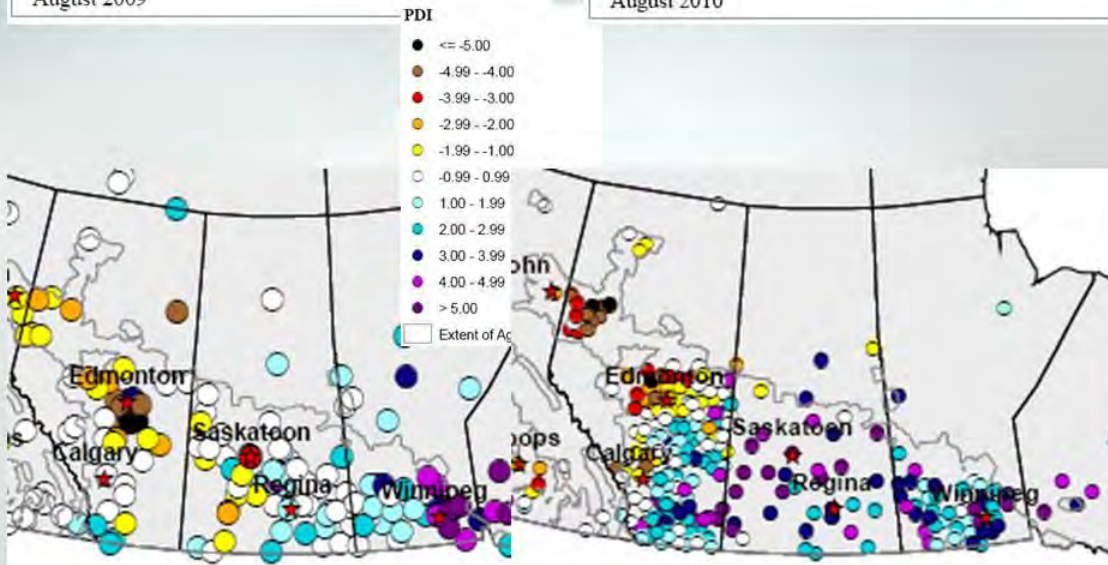 August 2009
August 2010
PDI
<= -5.00
-4.99 - -4.00
-3.99 - -3.00
-2.99 - -2.00
-1.99 - -1.00
-0.99 - 0.99
1.00 - 1.99
2.00 - 2.99
3.00 - 3.99
4.00 - 4.99
> 5.00
Extent of Ag
Edmonton
Saskatoon
Calgary
Regina
Winnipeg
ohn
Edmonton
Saskatoon
oops
Calgary
Regina
Winnipeg